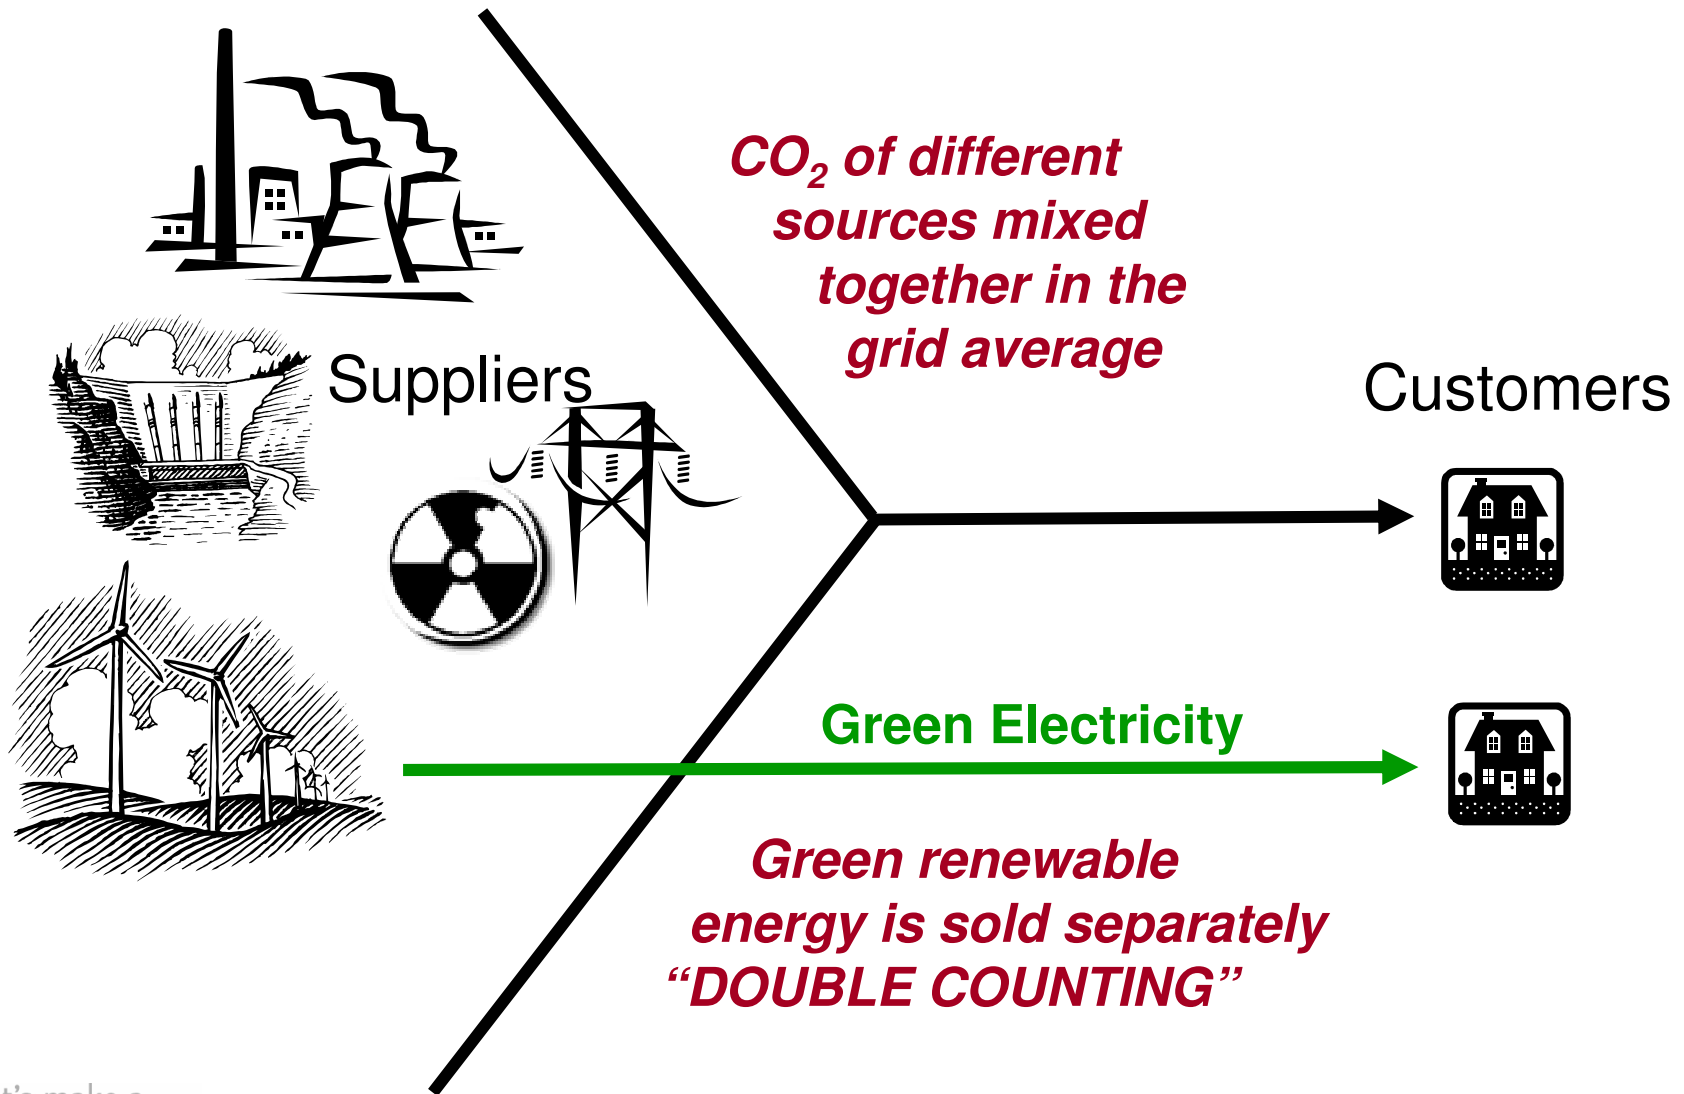 CO₂ of different
sources mixed
together in the
grid average
Suppliers
Customers
Green Electricity
Green renewable
energy is sold separately
“DOUBLE COUNTING”